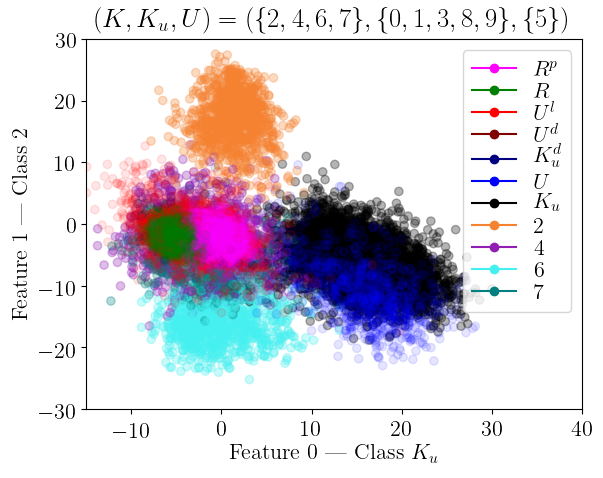 (K, K_u, U) = ({2, 4, 6, 7}, {0, 1, 3, 8, 9}, {5})
30
20
10
0
−10
−20
−30
Feature 1 — Class 2
R^p
R
U^l
U^d
K_u^d
U
K_u
2
4
6
7
−10
0
10
20
30
40
Feature 0 — Class K_u